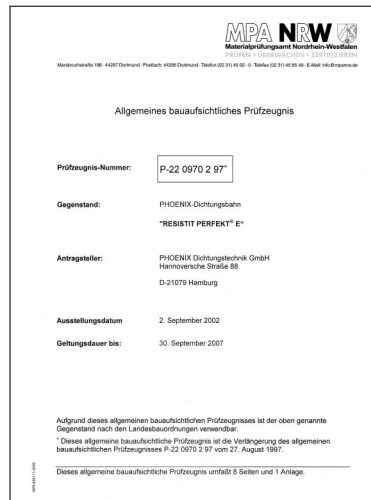 MPA NRW
Materialprüfungsamt Nordrhein-Westfalen
PRÜFEN · ÜBERWACHEN · ZERTIFIZIEREN
Marsbruchstraße 186 · 44287 Dortmund · Postfach: 44285 Dortmund · Telefon (02 31) 45 02 - 0 · Telefax (02 31) 45 85 49 · E-Mail: info@mpanrw.de
Allgemeines bauaufsichtliches Prüfzeugnis
Prüfzeugnis-Nummer: P-22 0970 2 97*
Gegenstand: PHOENIX-Dichtungsbahn
"RESISTIT PERFEKT® E"
Antragsteller: PHOENIX Dichtungstechnik GmbH
Hannoversche Straße 88
D-21079 Hamburg
Ausstellungsdatum 2. September 2002
Geltungsdauer bis: 30. September 2007
Aufgrund dieses allgemeinen bauaufsichtlichen Prüfzeugnisses ist der oben genannte
Gegenstand nach den Landesbauordnungen verwendbar.
* Dieses allgemeine bauaufsichtliche Prüfzeugnis ist die Verlängerung des allgemeinen
bauaufsichtlichen Prüfzeugnisses P-22 0970 2 97 vom 27. August 1997.
Dieses allgemeine bauaufsichtliche Prüfzeugnis umfaßt 8 Seiten und 1 Anlage.